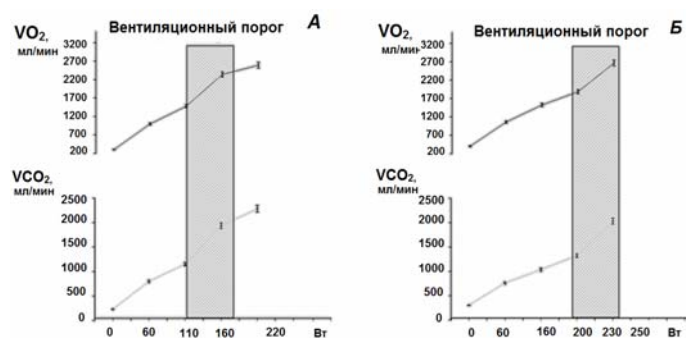 Вентиляционный порог
А
VO₂,
мл/мин
3200
2700
2200
1700
1200
700
200
VCO₂,
мл/мин
2500
2000
1500
1000
500
0
0 60 110 160 220 Вт
Вентиляционный порог
Б
VO₂,
мл/мин
3200
2700
2200
1700
1200
700
200
VCO₂,
мл/мин
2500
2000
1500
1000
500
0
0 60 160 200 230 250 Вт